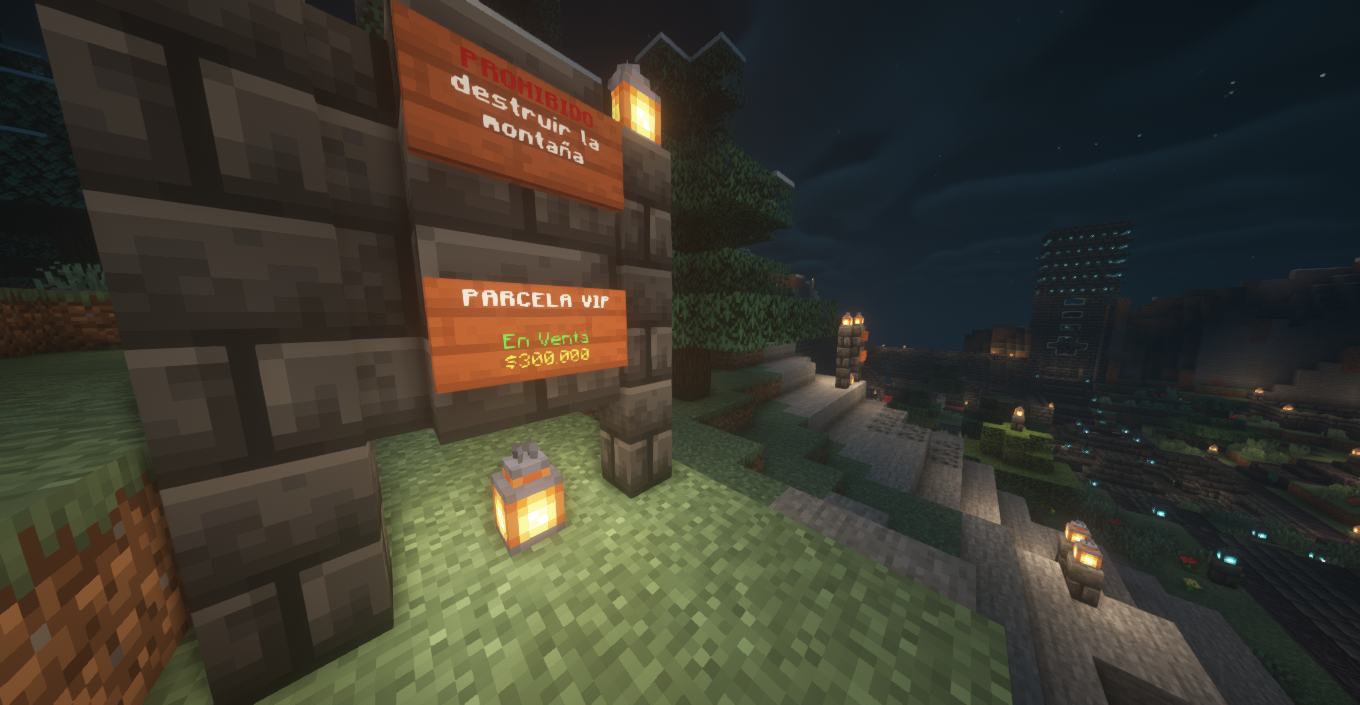 PROHIBIDO
destruir la
montaña
PARCELA VIP
En Venta
$300.000